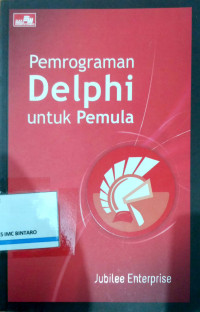 Pemrograman
Delphi
untuk Pemula
S IMC BINTARO
Jubilee Enterprise